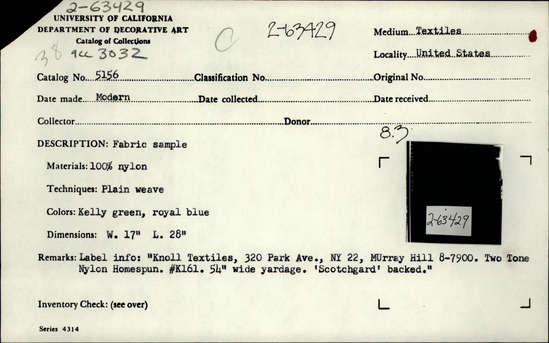 2-63429
UNIVERSITY OF CALIFORNIA
DEPARTMENT OF DECORATIVE ART
Catalog of Collections
38 acc 3032
C
2-63429
Medium Textiles
Locality United States
Catalog No. 5156 Classification No. Original No.
Date made Modern Date collected Date received
Collector Donor
8.3
DESCRIPTION: Fabric sample
Materials: 100% nylon
Techniques: Plain weave
Colors: Kelly green, royal blue
Dimensions: W. 17" L. 28"
2-63429
Remarks: Label info: "Knoll Textiles, 320 Park Ave., NY 22, MUrray Hill 8-7900. Two Tone
Nylon Homespun. #K161. 54" wide yardage. 'Scotchgard' backed."
Inventory Check: (see over)
Series 4314